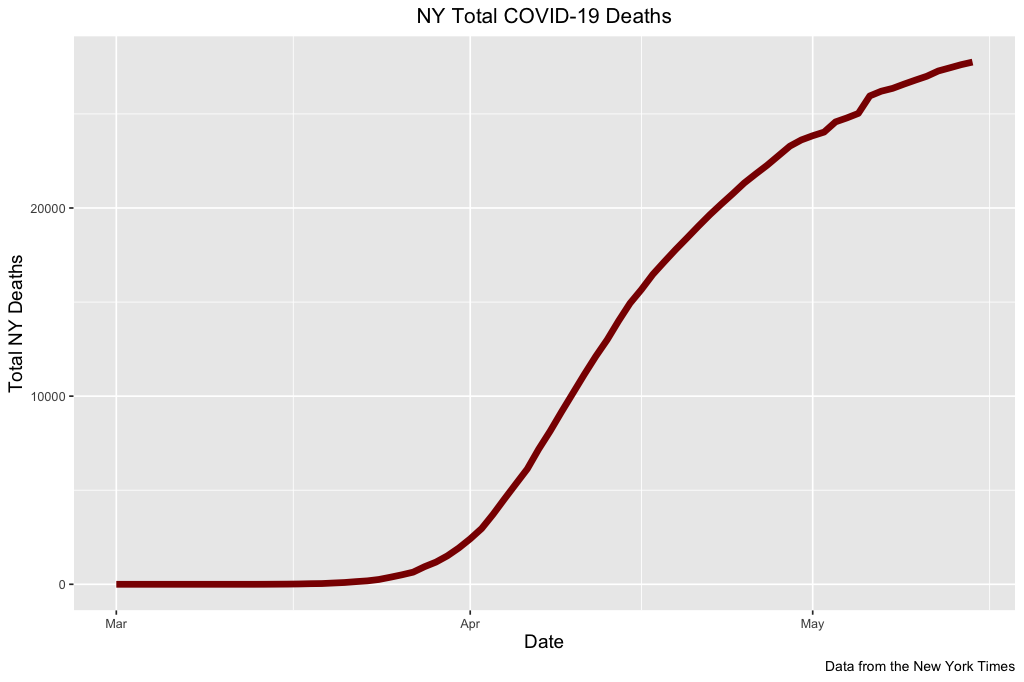 NY Total COVID-19 Deaths
Total NY Deaths
20000
10000
0
Mar
Apr
May
Date
Data from the New York Times